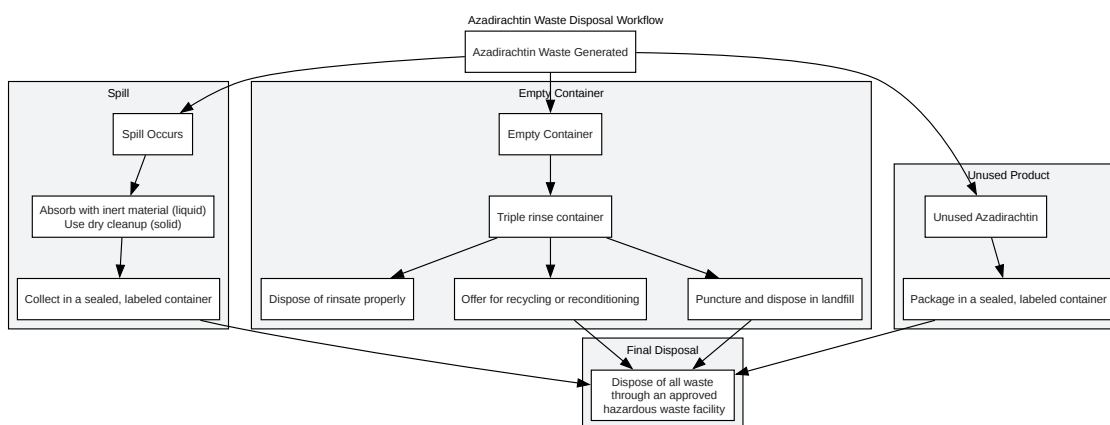 Azadirachtin Waste Disposal Workflow
Azadirachtin Waste Generated
Spill
Empty Container
Spill Occurs
Empty Container
Unused Product
Absorb with inert material (liquid)
Use dry cleanup (solid)
Triple rinse container
Unused Azadirachtin
Collect in a sealed, labeled container
Dispose of rinsate properly
Offer for recycling or reconditioning
Puncture and dispose in landfill
Package in a sealed, labeled container
Final Disposal
Dispose of all waste
through an approved
hazardous waste facility